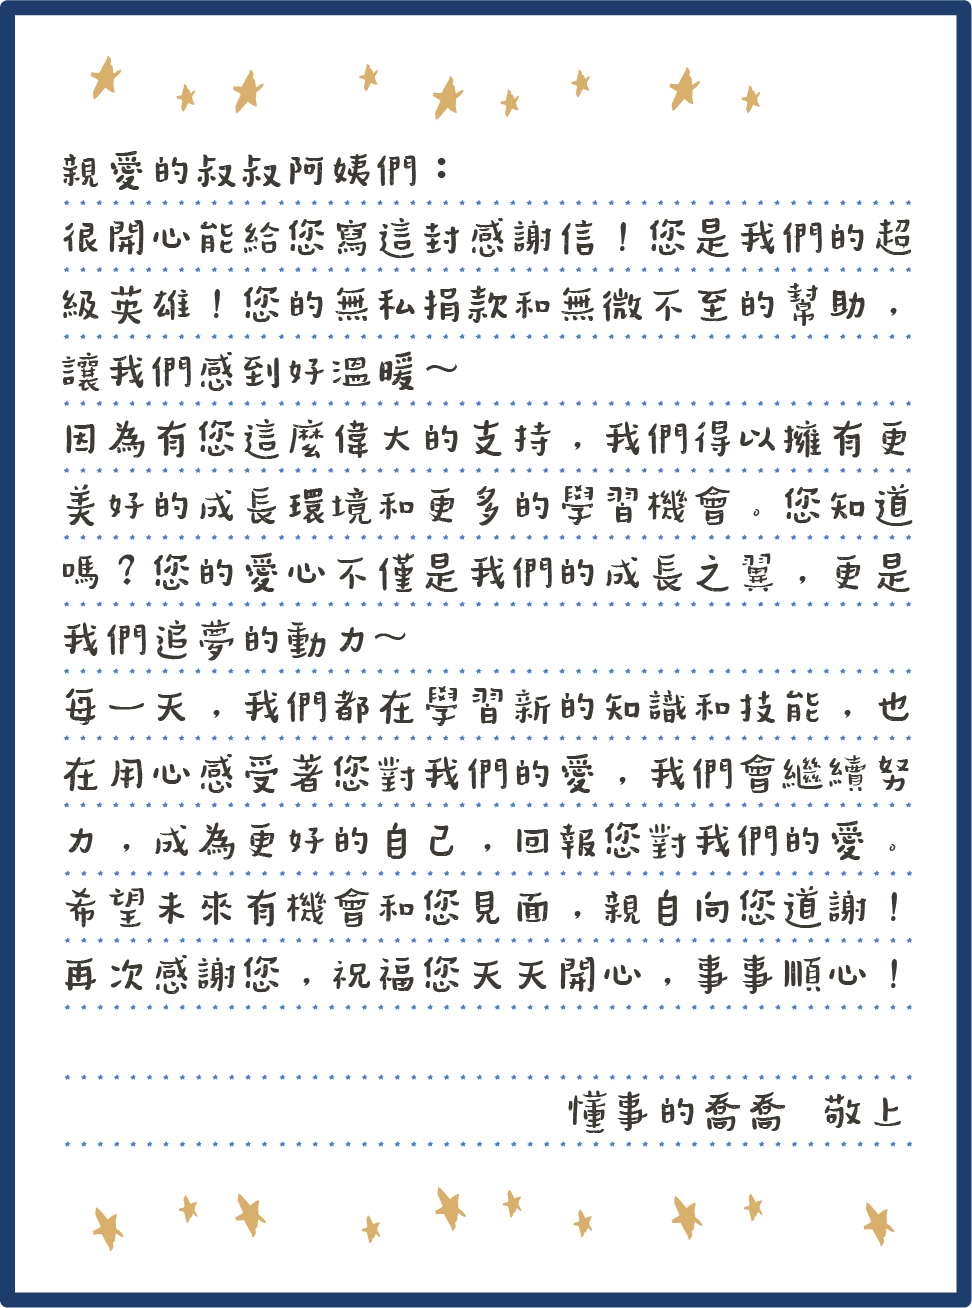 親愛的叔叔阿姨們：
很開心能給您寫這封感謝信！您是我們的超
級英雄！您的無私捐款和無微不至的幫助，
讓我們感到好溫暖～
因為有您這麼偉大的支持，我們得以擁有更
美好的成長環境和更多的學習機會。您知道
嗎？您的愛心不僅是我們的成長之翼，更是
我們追夢的動力～
每一天，我們都在學習新的知識和技能，也
在用心感受著您對我們的愛，我們會繼續努
力，成為更好的自己，回報您對我們的愛。
希望未來有機會和您見面，親自向您道謝！
再次感謝您，祝福您天天開心，事事順心！
懂事的喬喬 敬上